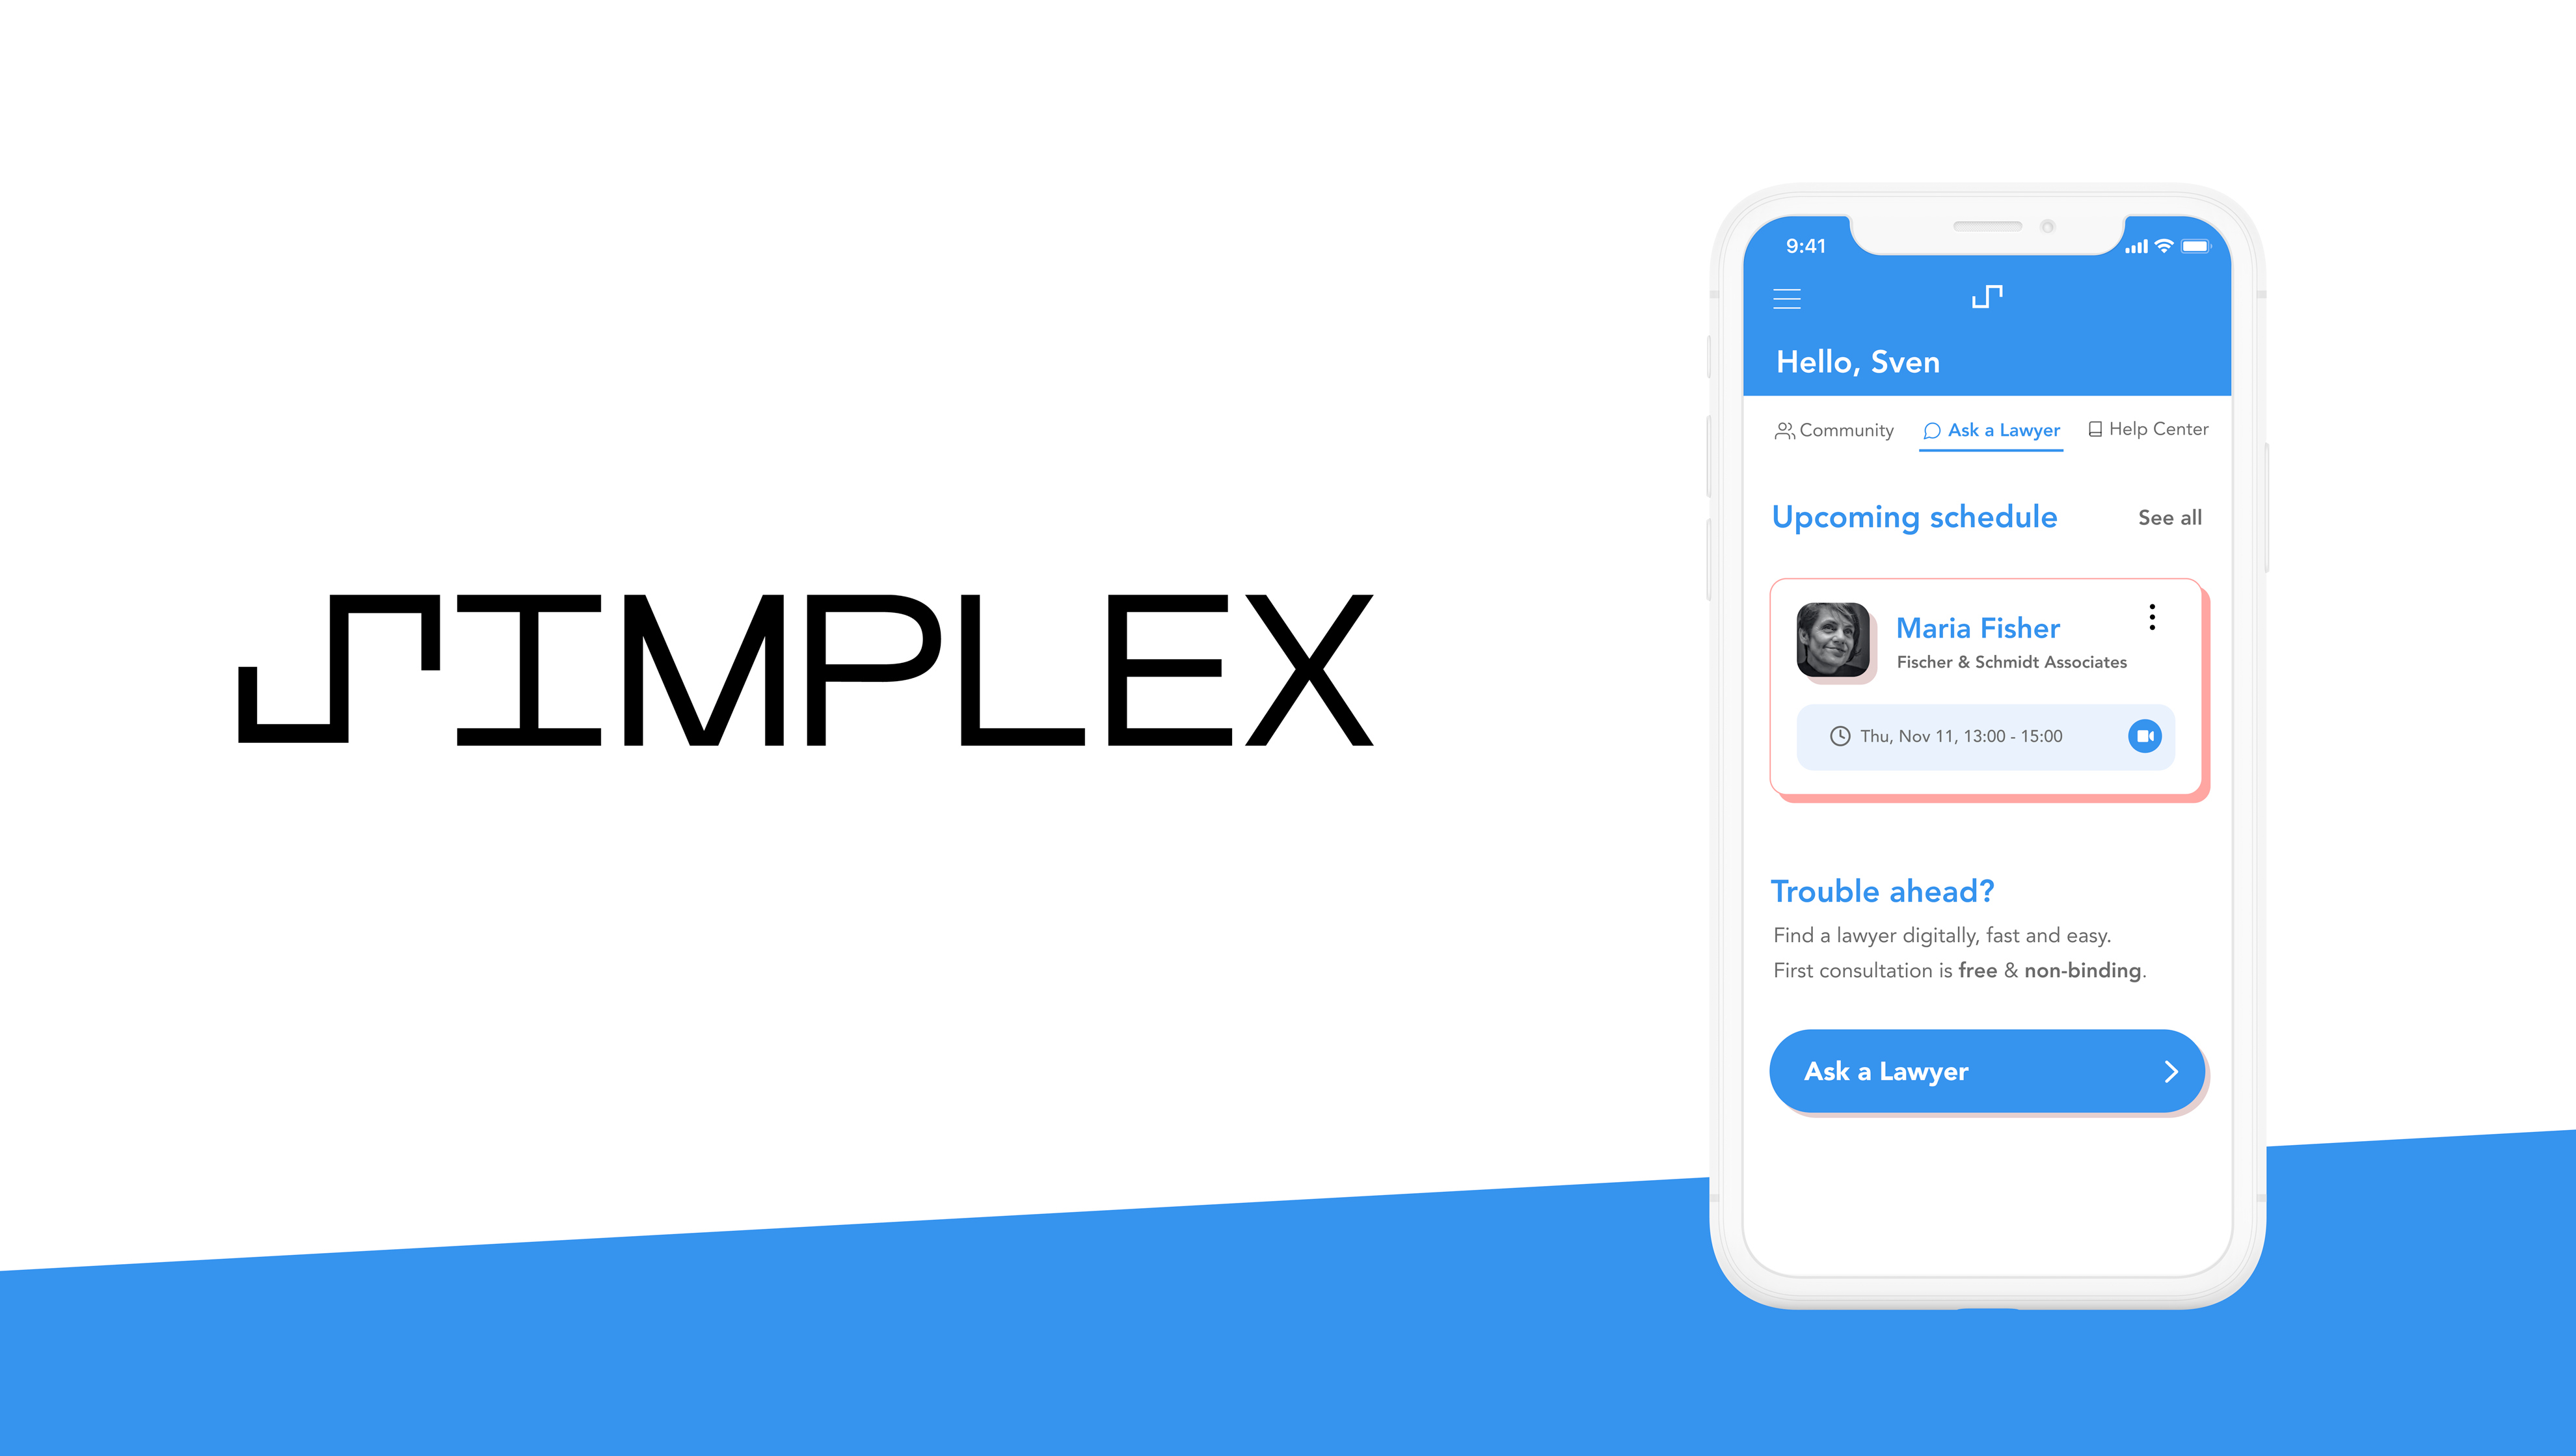 SIMPLEX
9:41
Hello, Sven
Community Ask a Lawyer Help Center
Upcoming schedule See all
Maria Fisher
Fischer & Schmidt Associates
Thu, Nov 11, 13:00 - 15:00
Trouble ahead?
Find a lawyer digitally, fast and easy.
First consultation is free & non-binding.
Ask a Lawyer